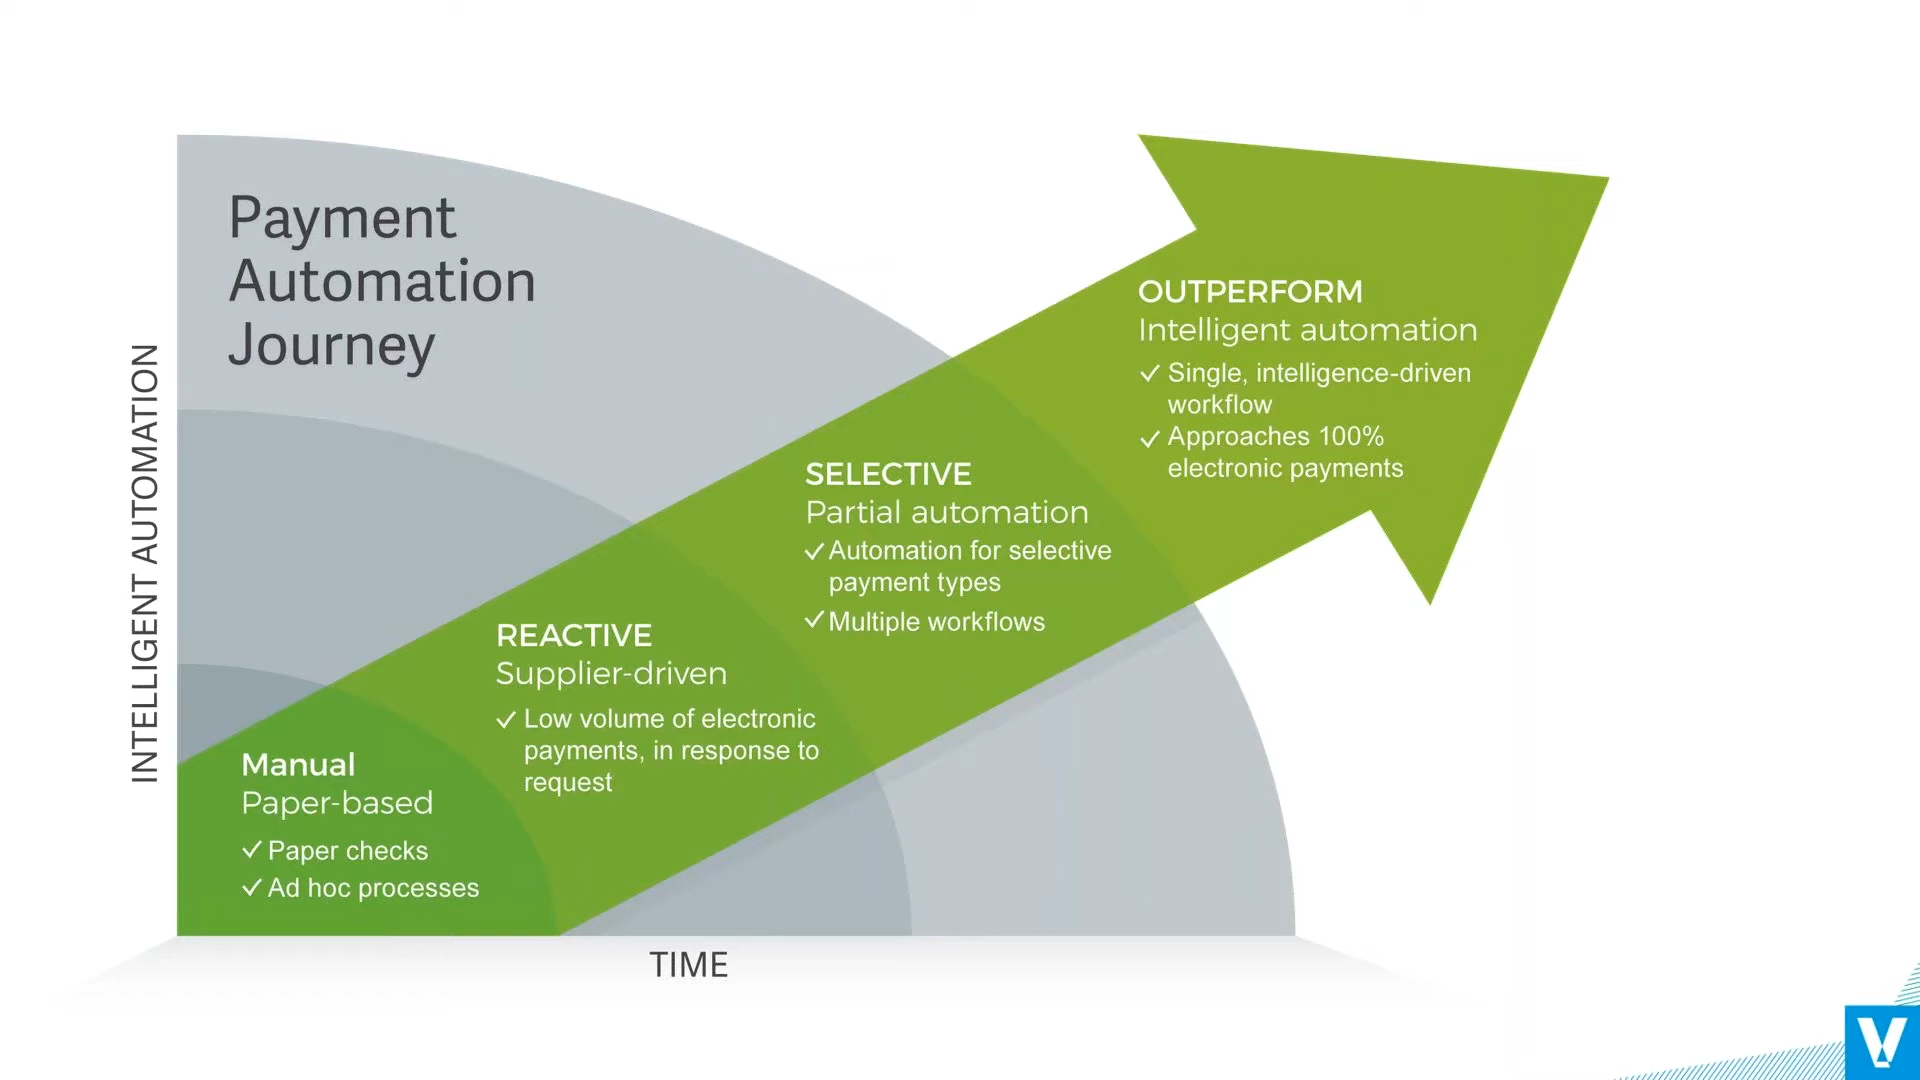 Payment
Automation
Journey
INTELLIGENT AUTOMATION
TIME
Manual
Paper-based
✓ Paper checks
✓ Ad hoc processes
REACTIVE
Supplier-driven
✓ Low volume of electronic
payments, in response to
request
SELECTIVE
Partial automation
✓ Automation for selective
payment types
✓ Multiple workflows
OUTPERFORM
Intelligent automation
✓ Single, intelligence-driven
workflow
✓ Approaches 100%
electronic payments
V